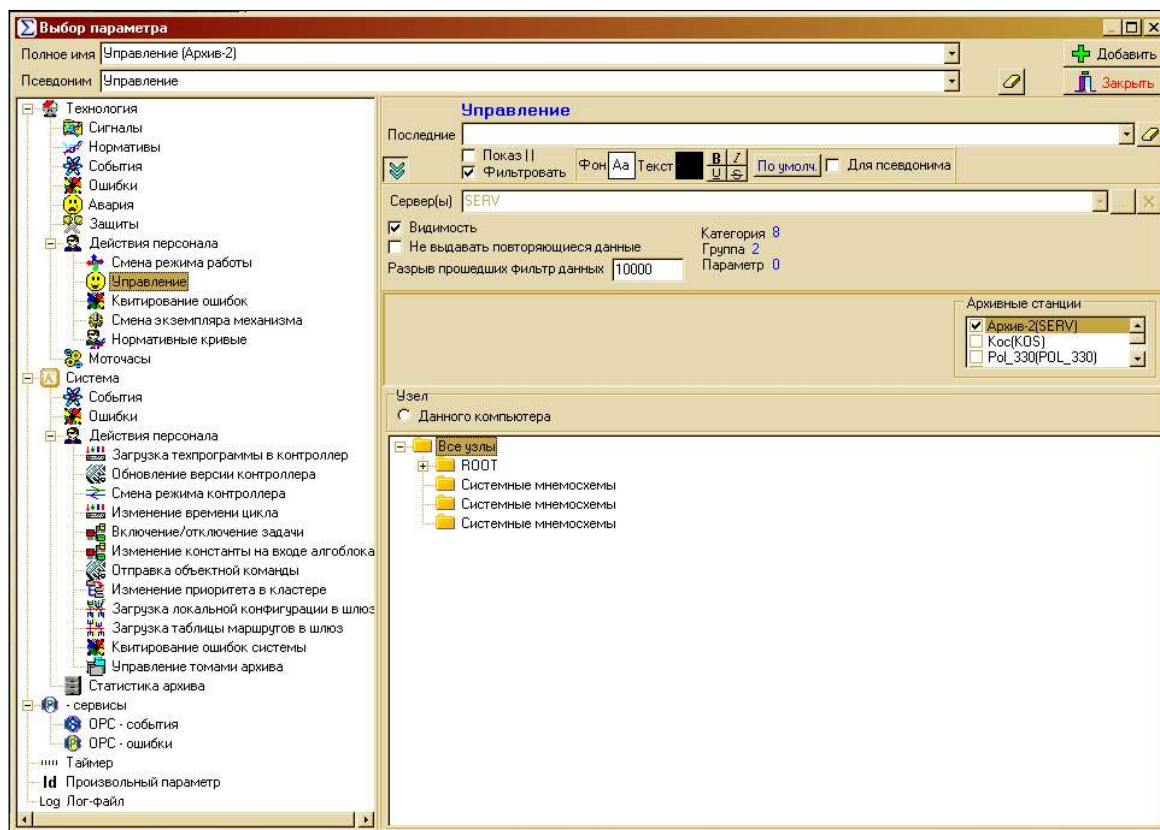 Выбор параметра
Полное имя Управление (Архив-2) Добавить
Псевдоним Управление Закрыть
Технология
Сигналы
Нормативы
События
Ошибки
Авария
Защиты
Действия персонала
Смена режима работы
Управление
Квитирование ошибок
Смена экземпляра механизма
Нормативные кривые
Моточасы
Система
События
Ошибки
Действия персонала
Загрузка техпрограммы в контроллер
Обновление версии контроллера
Смена режима контроллера
Изменение времени цикла
Включение/отключение задачи
Изменение константы на входе алгоблока
Отправка объектной команды
Изменение приоритета в кластере
Загрузка локальной конфигурации в шлюз
Загрузка таблицы маршрутов в шлюз
Квитирование ошибок системы
Управление томами архива
Статистика архива
- сервисы
OPC - события
OPC - ошибки
Таймер
Id Произвольный параметр
Log Лог-файл
Управление
Последние
Показ ||
Фильтровать Фон Aa Текст B I U S По умолч. Для псевдонима
Сервер(ы) SERV
Видимость
Не выдавать повторяющиеся данные
Разрыв прошедших фильтр данных 10000
Категория 8
Группа 2
Параметр 0
Архивные станции
Архив-2(SERV)
Кос(KOS)
Pol_330(POL_330)
Узел
Данного компьютера
Все узлы
ROOT
Системные мнемосхемы
Системные мнемосхемы
Системные мнемосхемы